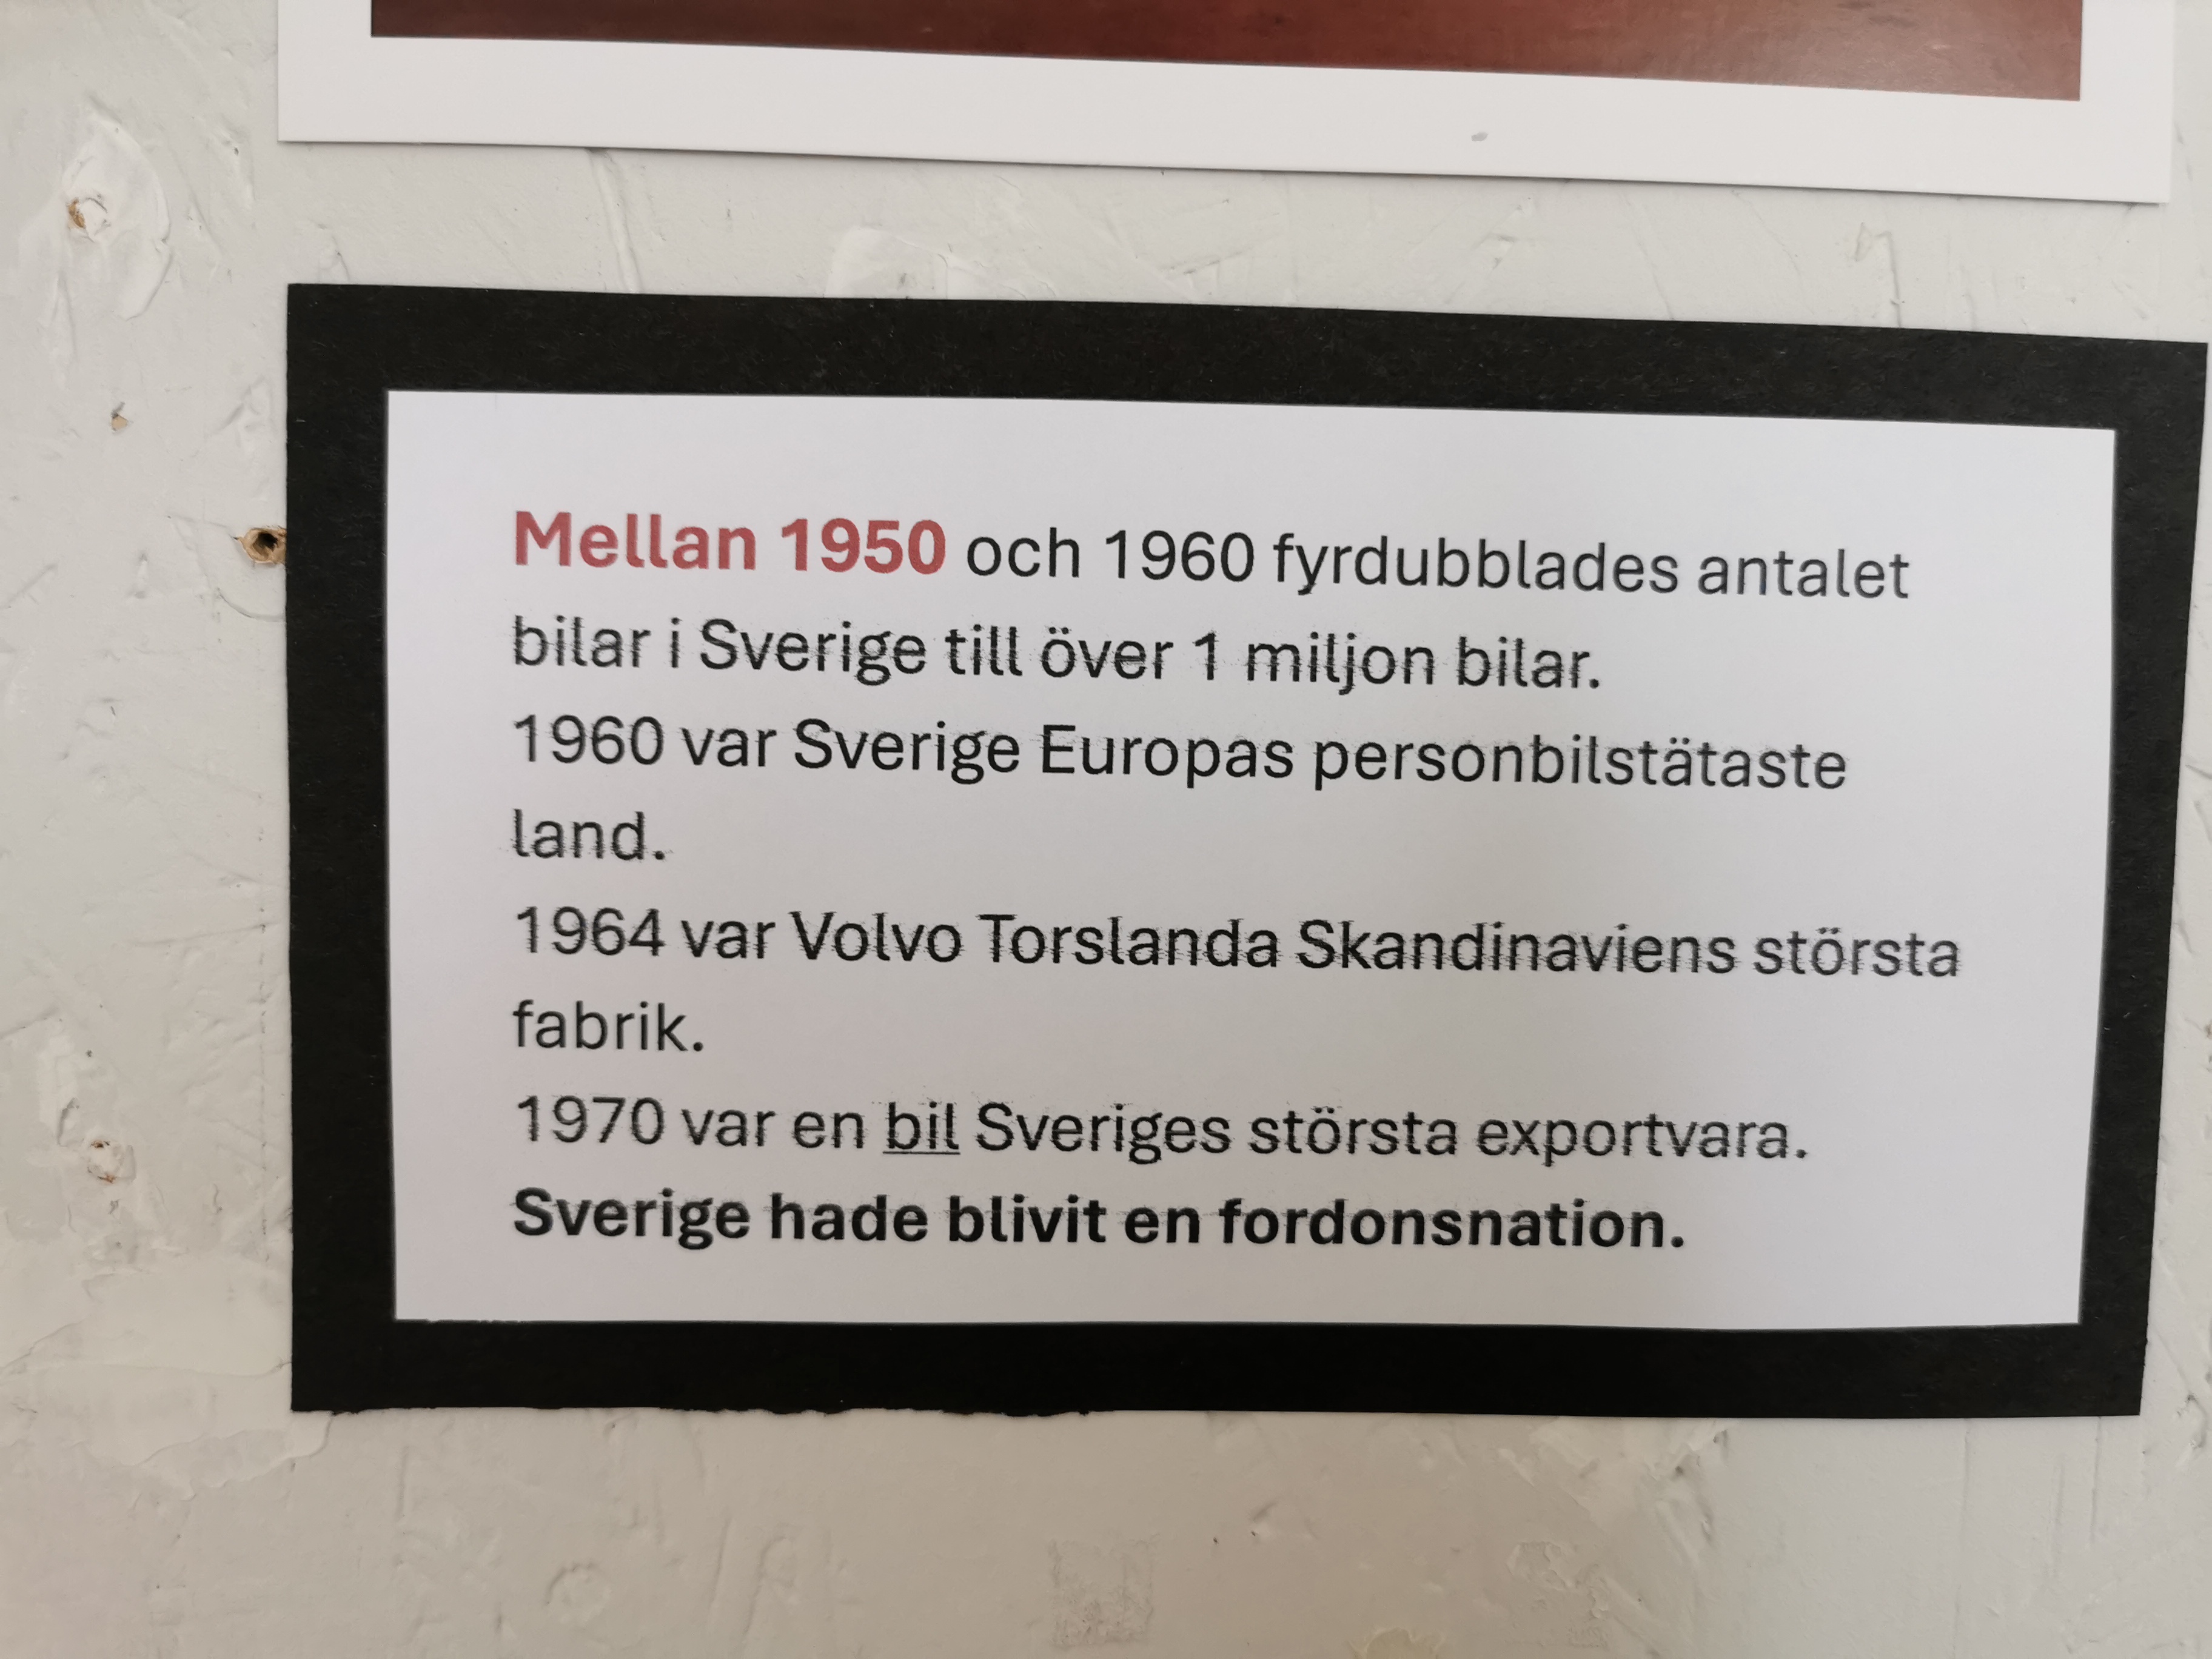 Mellan 1950 och 1960 fyrdubblades antalet
bilar i Sverige till över 1 miljon bilar.
1960 var Sverige Europas personbilstätaste
land.
1964 var Volvo Torslanda Skandinaviens största
fabrik.
1970 var en bil Sveriges största exportvara.
Sverige hade blivit en fordonsnation.